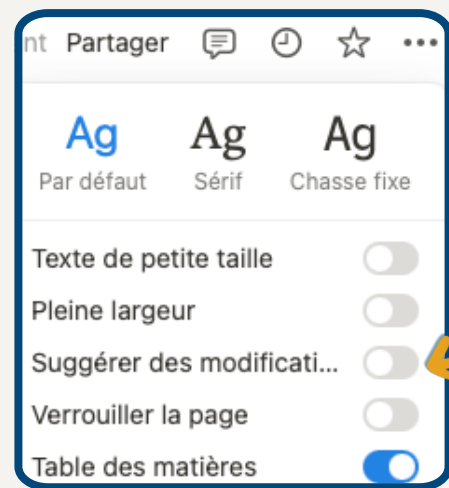 nt Partager
Ag Ag Ag
Par défaut Sérif Chasse fixe
Texte de petite taille
Pleine largeur
Suggérer des modificati...
Verrouiller la page
Table des matières